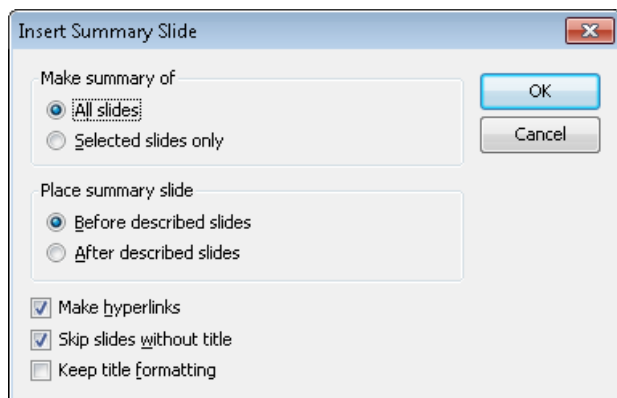 Insert Summary Slide
Make summary of
All slides
Selected slides only
OK
Cancel
Place summary slide
Before described slides
After described slides
Make hyperlinks
Skip slides without title
Keep title formatting